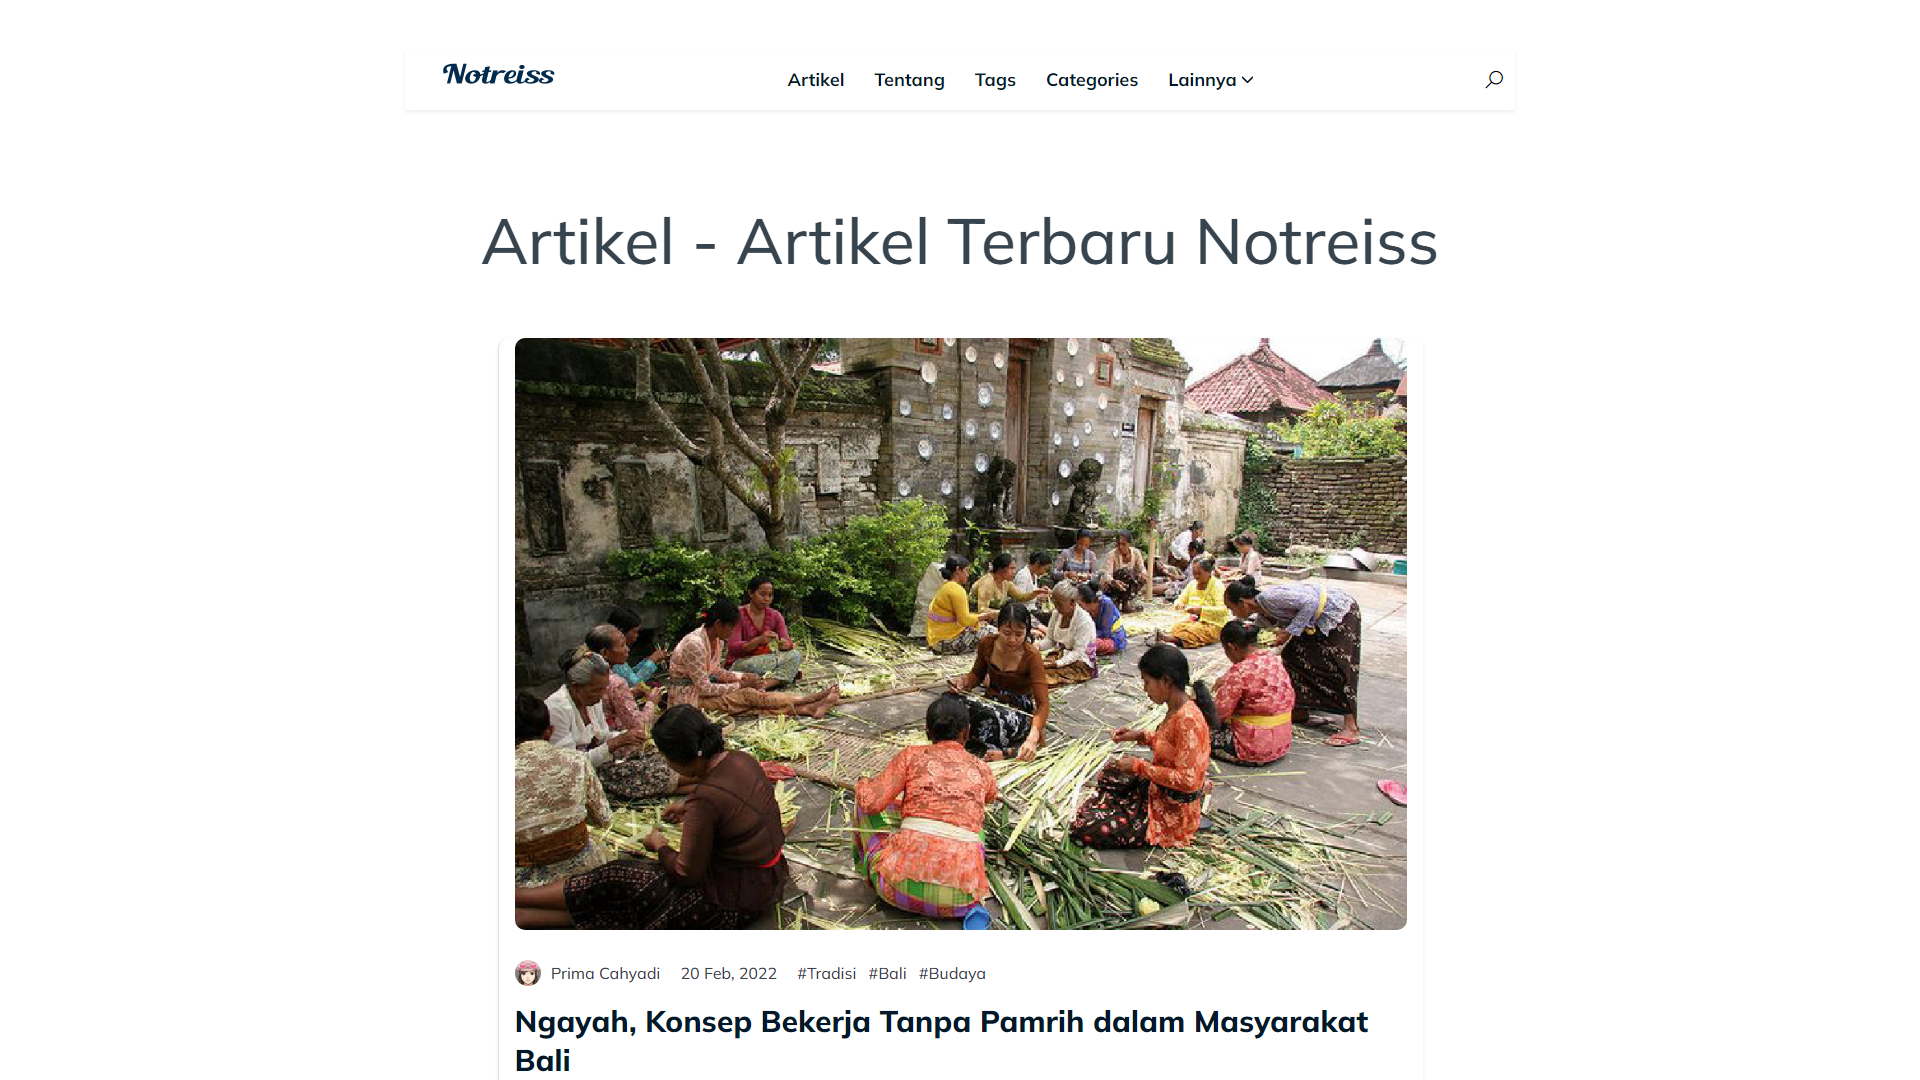 Notreiss
Artikel
Tentang
Tags
Categories
Lainnya
Artikel - Artikel Terbaru Notreiss
Prima Cahyadi
20 Feb, 2022
#Tradisi #Bali #Budaya
Ngayah, Konsep Bekerja Tanpa Pamrih dalam Masyarakat
Bali